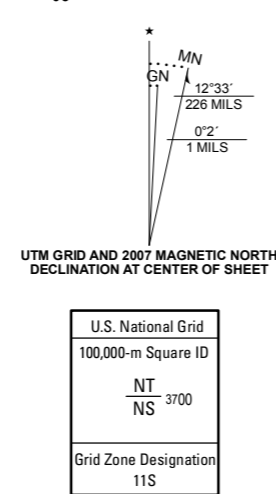 ★
MN
GN
12°33´
226 MILS
0°2´
1 MILS
UTM GRID AND 2007 MAGNETIC NORTH
DECLINATION AT CENTER OF SHEET
U.S. National Grid
100,000-m Square ID
NT
NS 3700
Grid Zone Designation
11S